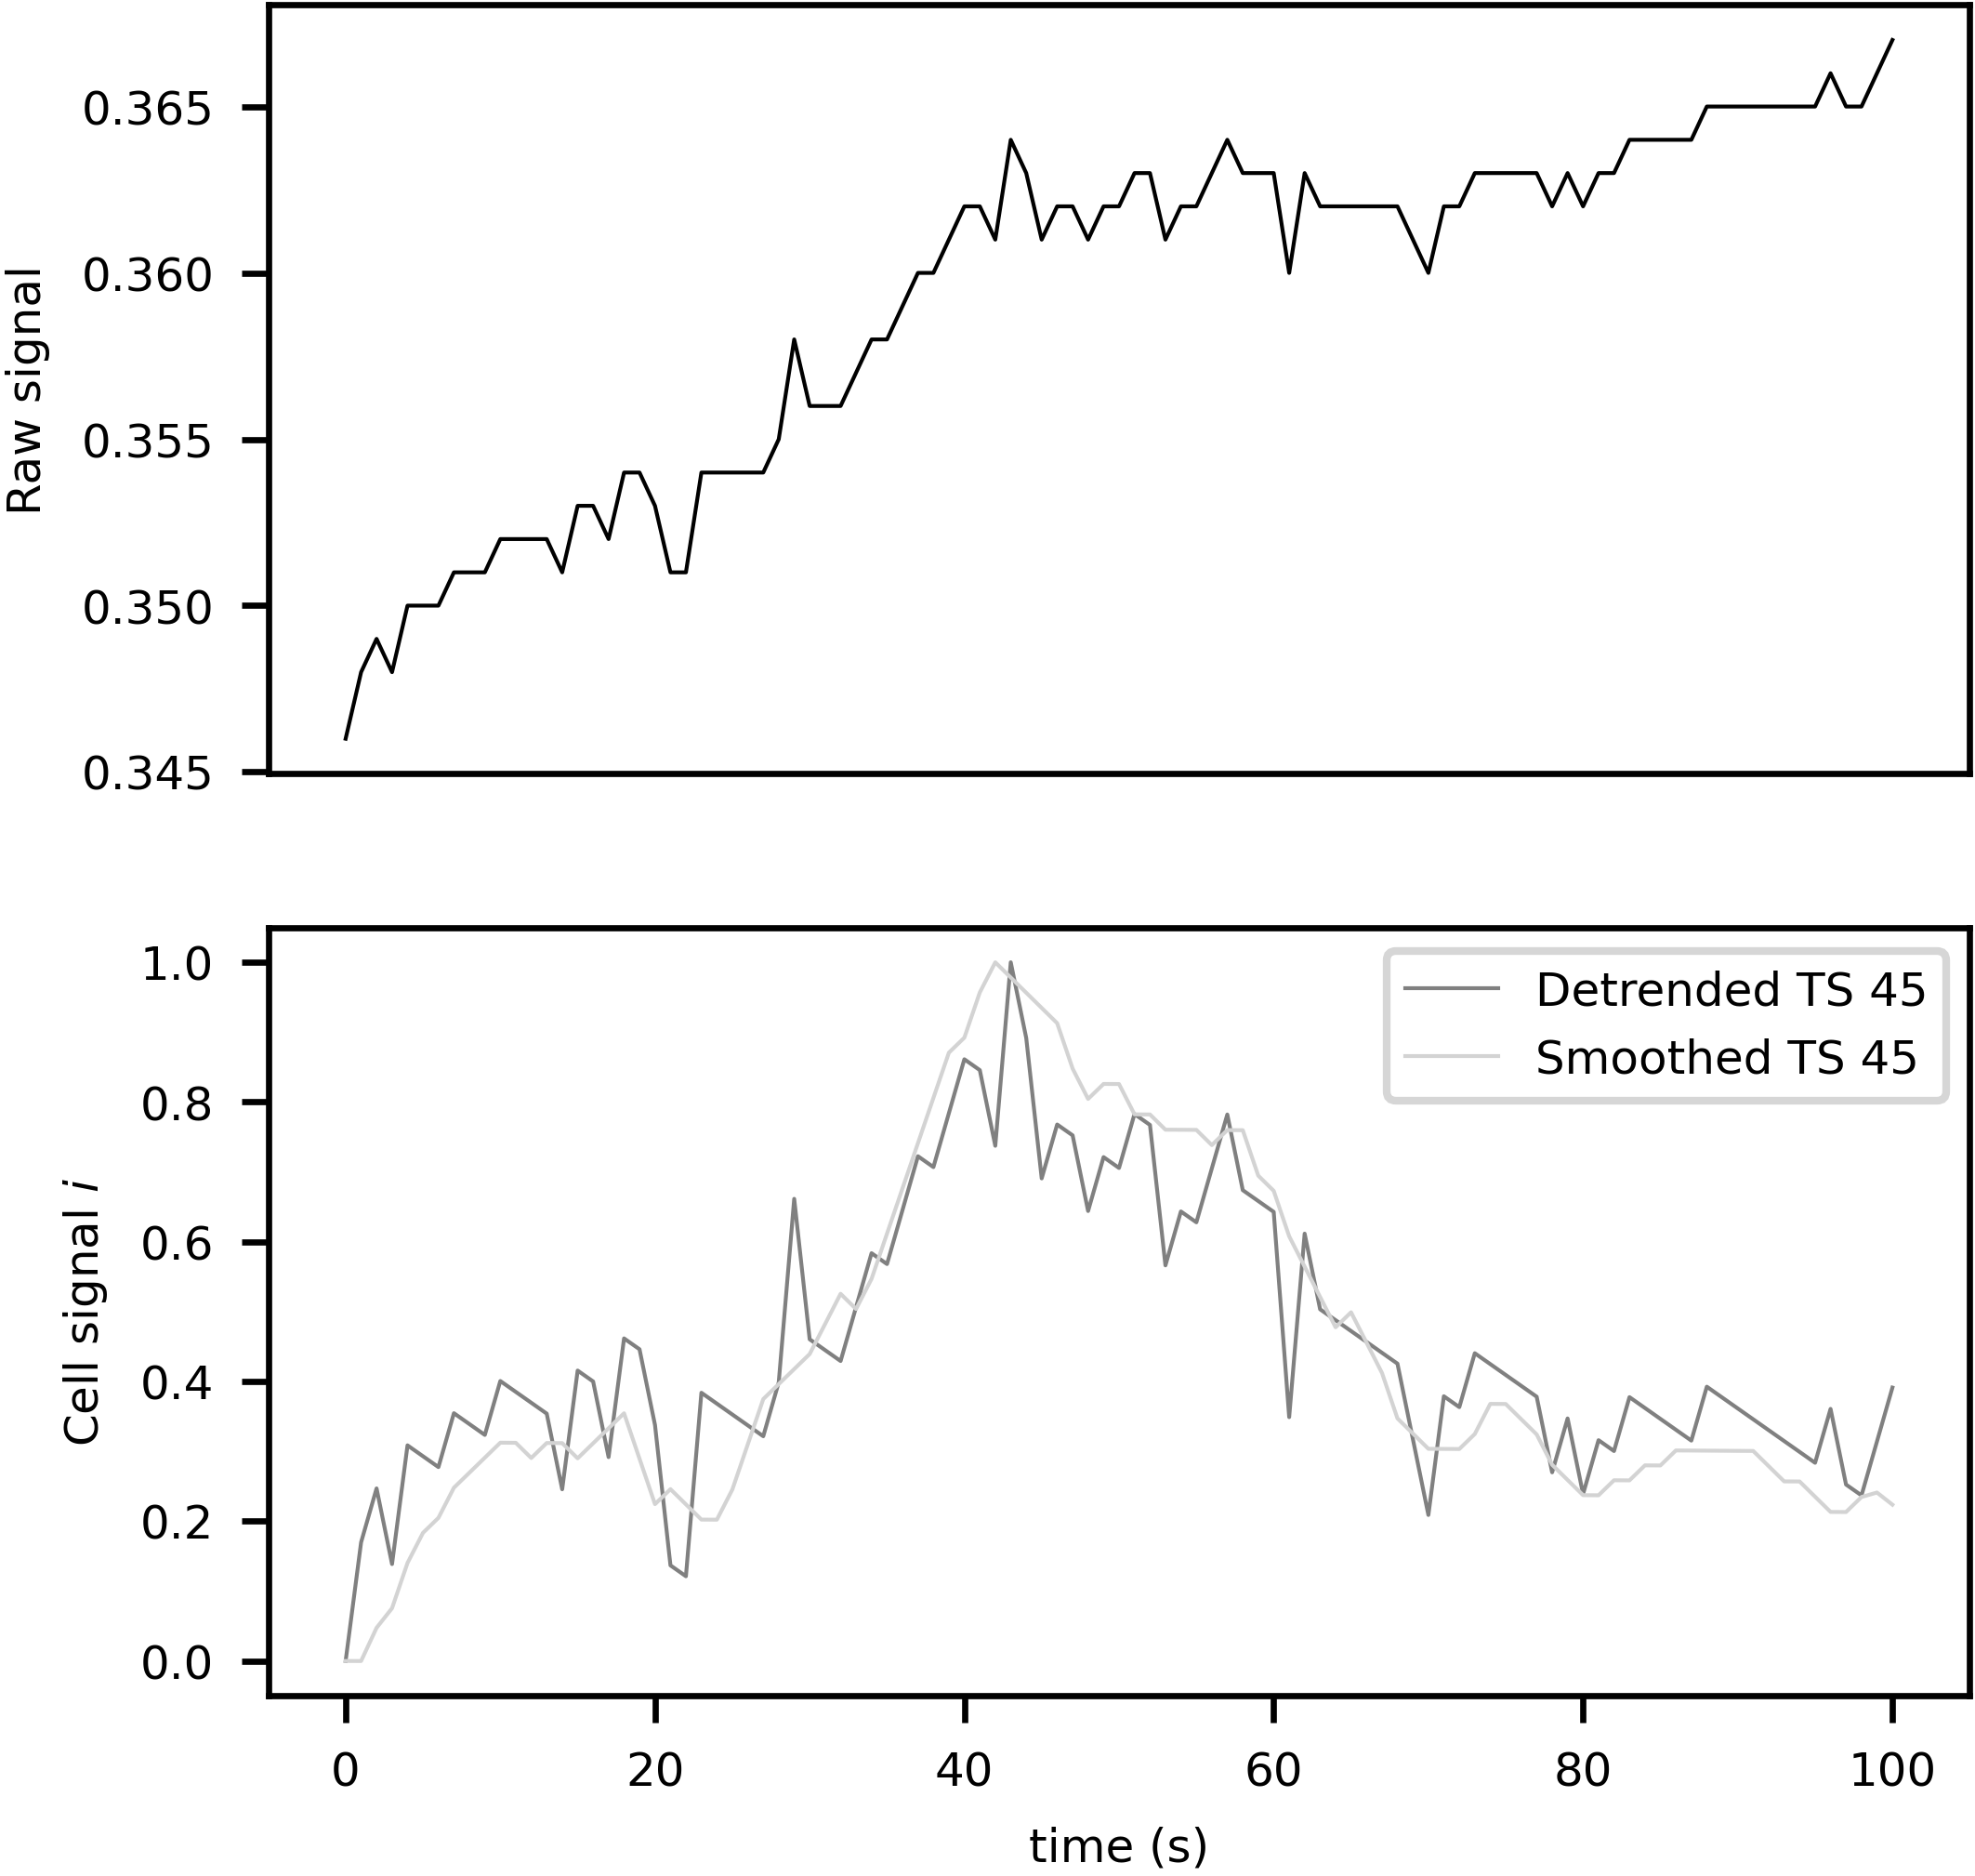 Raw signal
0.365
0.360
0.355
0.350
0.345
Cell signal i
1.0
0.8
0.6
0.4
0.2
0.0
Detrended TS 45
Smoothed TS 45
0 20 40 60 80 100
time (s)